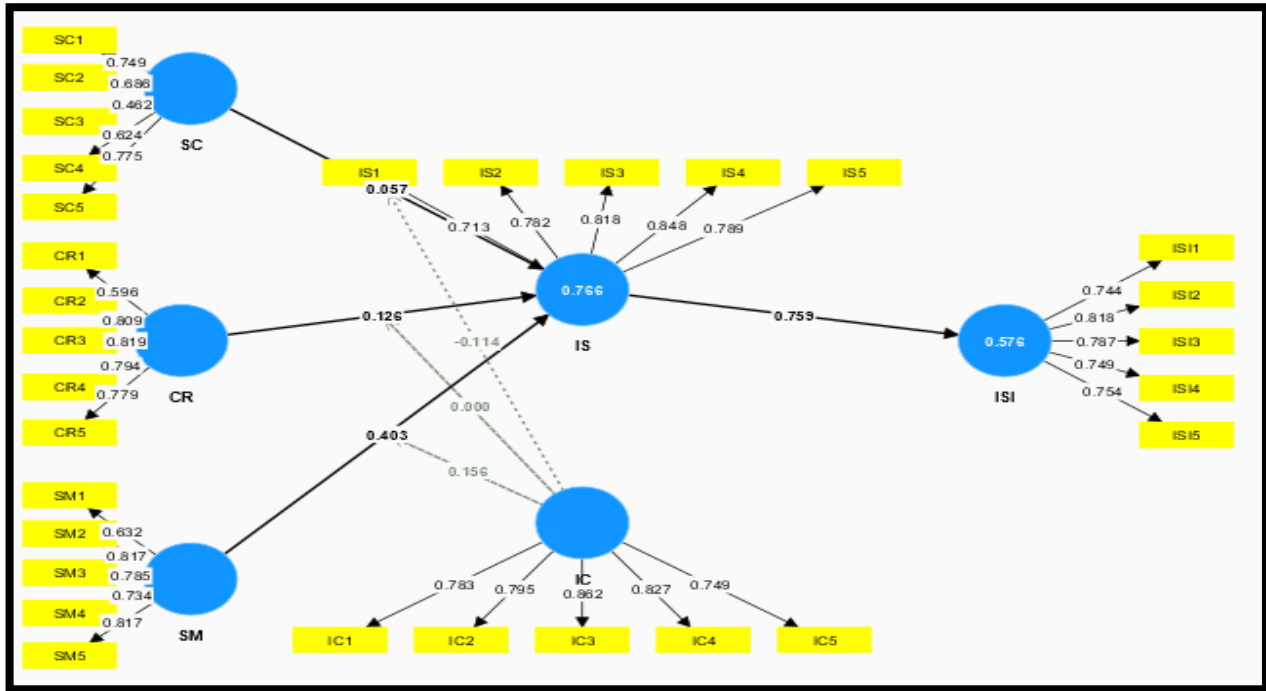 SC1
0.749
SC2
0.686
0.462
SC3
0.624
0.775
SC4
SC5
SC
IS1
IS2
IS3
IS4
IS5
0.057
0.713
0.782
0.818
0.848
0.789
CR1
0.596
CR2
0.809
CR3
0.819
0.794
CR4
0.779
CR5
CR
0.126
0.766
IS
0.759
0.576
ISI
ISI1
0.744
ISI2
0.818
ISI3
0.787
0.749
ISI4
0.754
ISI5
-0.114
0.000
0.403
0.156
SM1
0.632
SM2
0.817
SM3
0.785
0.734
SM4
0.817
SM5
SM
IC
0.783
0.795
0.862
0.827
0.749
IC1
IC2
IC3
IC4
IC5